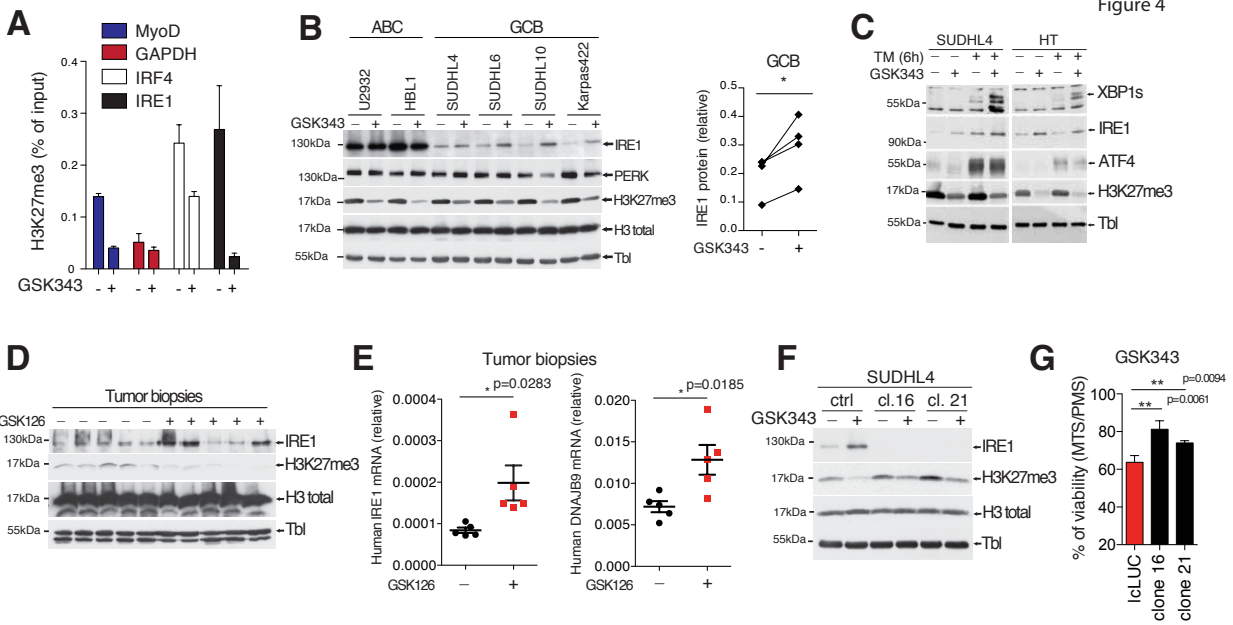 Figure 4
A
MyoD
GAPDH
IRF4
IRE1
H3K27me3 (% of input)
0.4
0.3
0.2
0.1
0
GSK343 - + - + - + - +
B
ABC GCB
U2932 HBL1 SUDHL4 SUDHL6 SUDHL10 Karpas422
GSK343 – + – + – + – + – + – +
130kDa IRE1
130kDa PERK
17kDa H3K27me3
17kDa H3 total
55kDa Tbl
GCB
*
IRE1 protein (relative)
0.5
0.4
0.3
0.2
0.1
0.0
GSK343 - +
C
SUDHL4 HT
TM (6h) – – + + – – + +
GSK343 – + – + – + – +
55kDa XBP1s
90kDa IRE1
55kDa ATF4
17kDa H3K27me3
55kDa Tbl
D
Tumor biopsies
GSK126 – – – – – + + + + +
130kDa IRE1
17kDa H3K27me3
17kDa H3 total
55kDa Tbl
E
Tumor biopsies
* p=0.0283
Human IRE1 mRNA (relative)
0.0004
0.0003
0.0002
0.0001
0.0000
GSK126 – +
* p=0.0185
Human DNAJB9 mRNA (relative)
0.020
0.015
0.010
0.005
0.000
GSK126 – +
F
SUDHL4
ctrl cl.16 cl. 21
GSK343 – + – + – +
130kDa IRE1
17kDa H3K27me3
17kDa H3 total
55kDa Tbl
G
GSK343
** p=0.0094
** p=0.0061
% of viability (MTS/PMS)
100
80
60
40
20
IcLUC
clone 16
clone 21